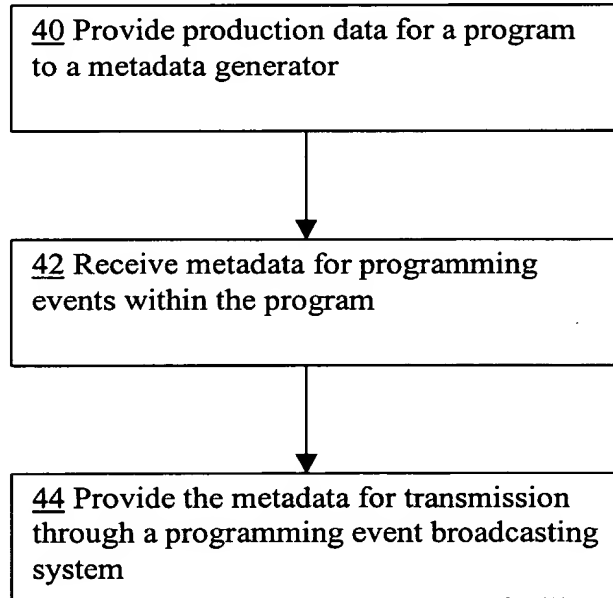 40 Provide production data for a program
to a metadata generator
42 Receive metadata for programming
events within the program
44 Provide the metadata for transmission
through a programming event broadcasting
system